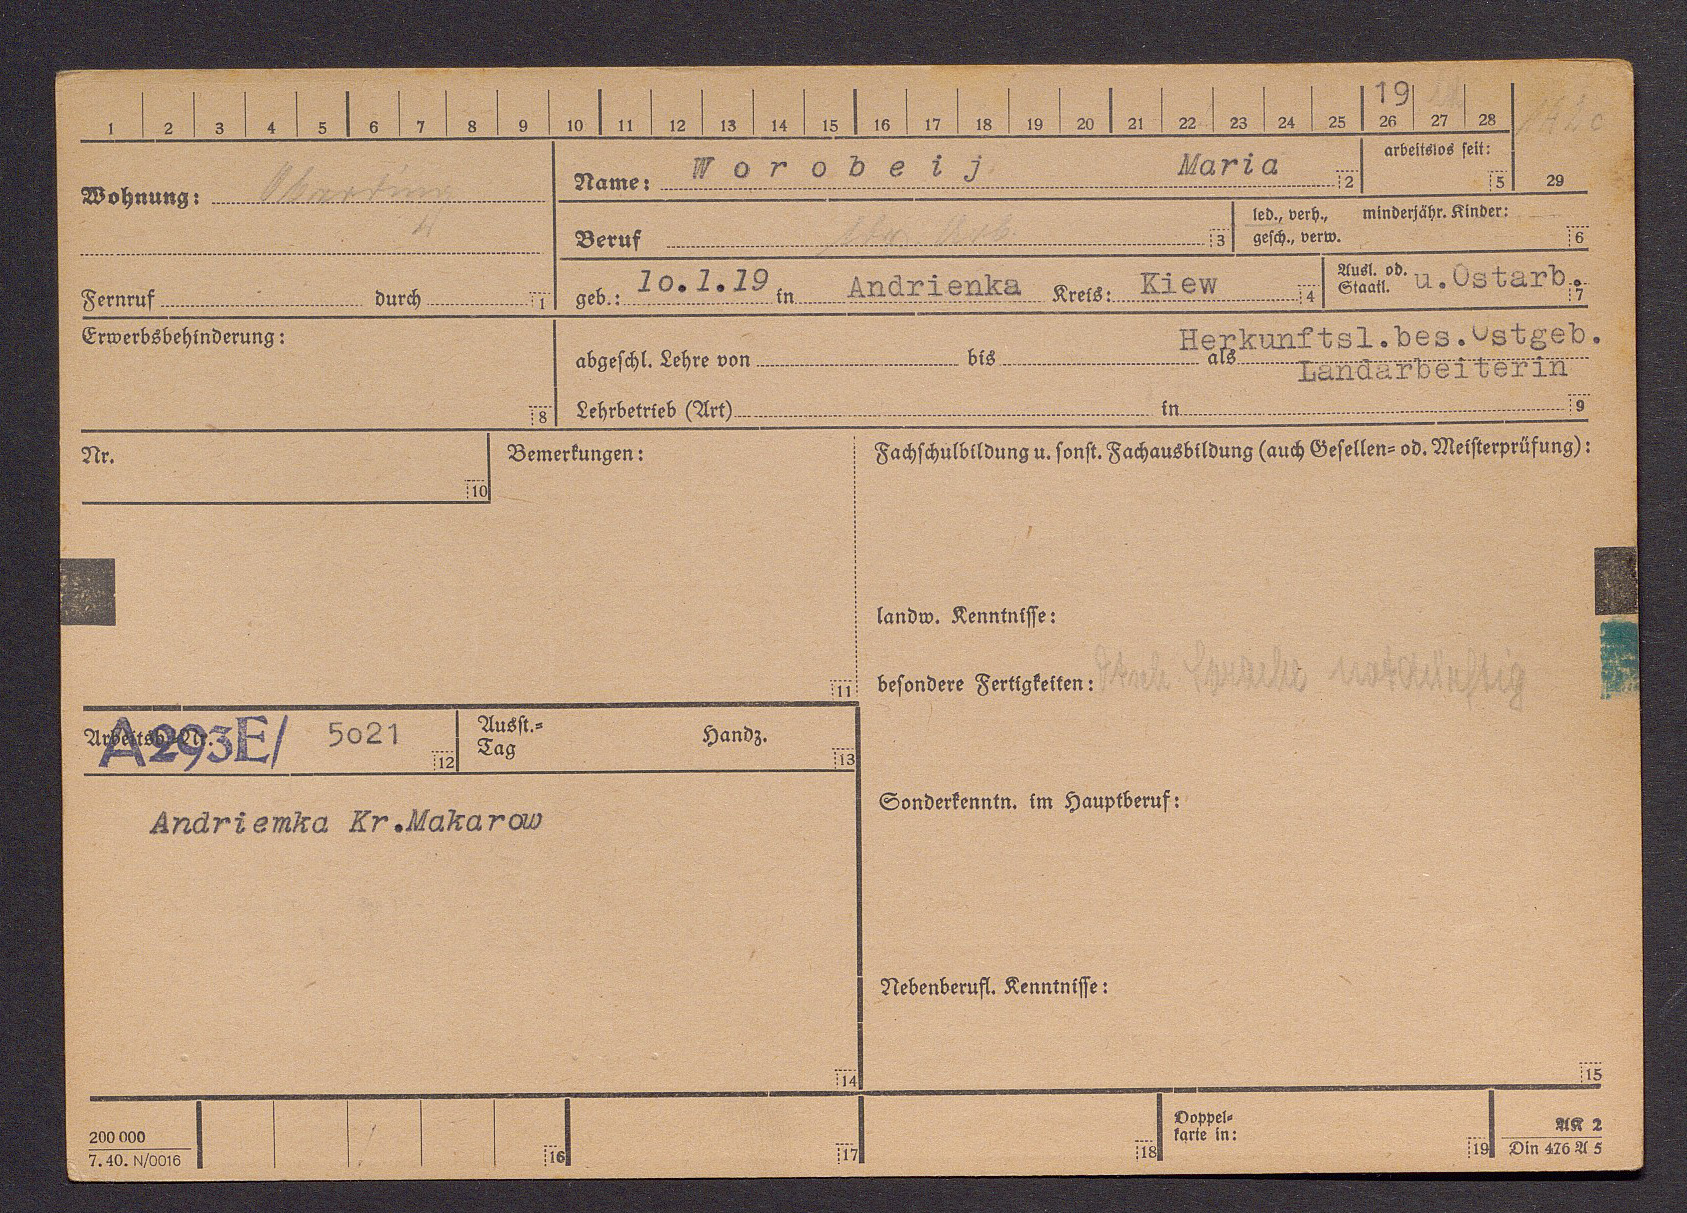 19
1 2 3 4 5 6 7 8 9 10 11 12 13 14 15 16 17 18 19 20 21 22 23 24 25 26 27 28
Wohnung:
Name: Worobeij Maria 2
arbeitslos seit: 5
29
Beruf 3
led., verh., minderjähr. Kinder:
gesch., verw. 6
Fernruf durch 1
geb.: 10.1.19 in Andrienka Kreis: Kiew 4
Ausl. od.
Staatl. u.Ostarb. 7
Erwerbsbehinderung:
8
Herkunftsl.bes.Ostgeb.
abgeschl. Lehre von bis als
Landarbeiterin
Lehrbetrieb (Art) in 9
Nr.
10
Bemerkungen:
11
Fachschulbildung u. sonst. Fachausbildung (auch Gesellen- od. Meisterprüfung):
landw. Kenntnisse:
besondere Fertigkeiten: notdürftig
Arbeitsb.-Nr. A293E/ 5021 12
Ausst.-
Tag
Handz.
13
Andriemka Kr.Makarow
14
Sonderkenntn. im Hauptberuf:
Nebenberufl. Kenntnisse:
15
200 000
7. 40. N/0016
16
17
18
Doppel-
karte in:
19
AK 2
Din 476 A 5